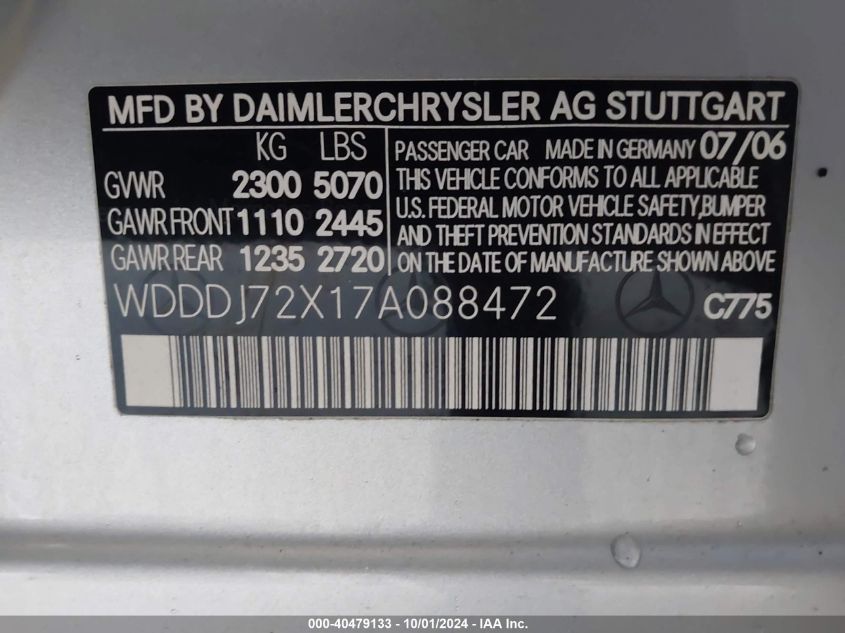 MFD BY DAIMLERCHRYSLER AG STUTTGART
KG LBS
GVWR 2300 5070
GAWR FRONT 1110 2445
GAWR REAR 1235 2720
PASSENGER CAR MADE IN GERMANY 07/06
THIS VEHICLE CONFORMS TO ALL APPLICABLE
U.S. FEDERAL MOTOR VEHICLE SAFETY,BUMPER
AND THEFT PREVENTION STANDARDS IN EFFECT
ON THE DATE OF MANUFACTURE SHOWN ABOVE
WDDDJ72X17A088472
C775
000-40479133 - 10/01/2024 - IAA Inc.